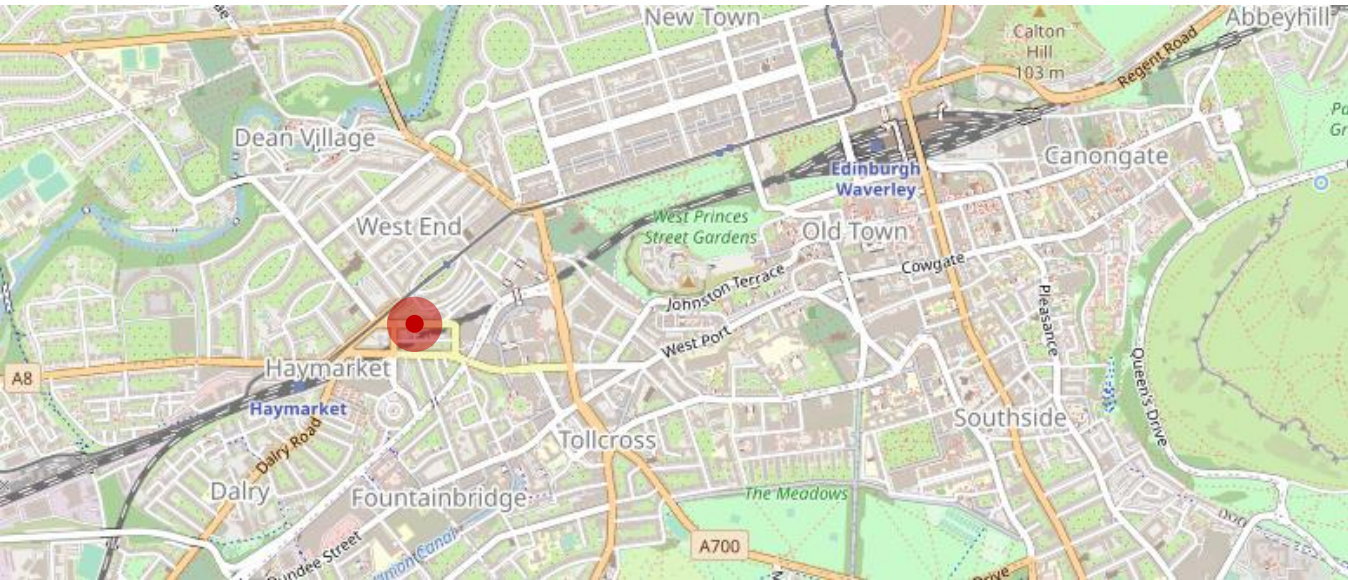 New Town
Calton
Hill
103 m
Abbeyhill
Regent Road
Dean Village
Canongate
Edinburgh
Waverley
West End
West Princes
Street Gardens
Old Town
Cowgate
Johnston Terrace
Pleasance
West Port
Queen's Drive
Haymarket
A8
Haymarket
Southside
Tollcross
Dalry Road
Dalry
Fountainbridge
The Meadows
A700
Dundee Street
Drive